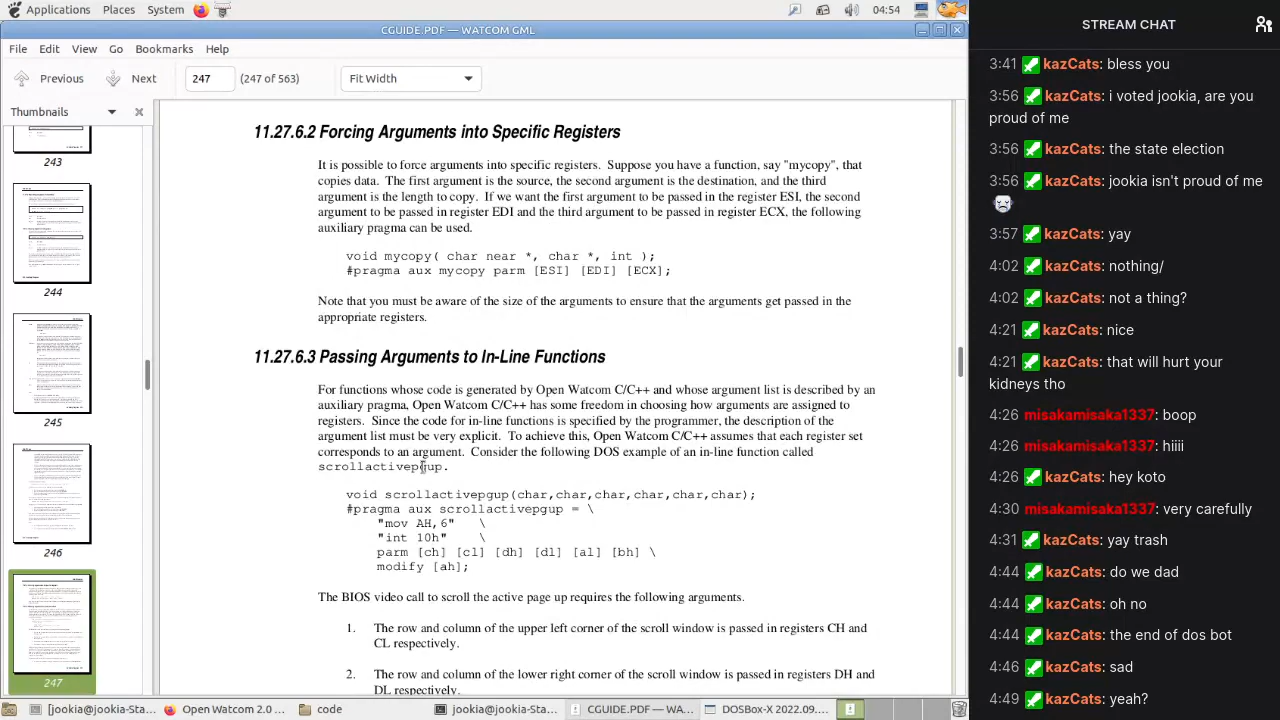 Applications Places System 04:54
CGUIDE.PDF — WATCOM GML
File Edit View Go Bookmarks Help
Previous Next 247 (247 of 563) Fit Width
Thumbnails
243
244
245
246
247
11.27.6.2 Forcing Arguments into Specific Registers
It is possible to force arguments into specific registers. Suppose you have a function, say "mycopy", that
copies data. The first argument is the source, the second argument is the destination, and the third
argument is the length to copy. If you want the first argument to be passed in the register ESI, the second
argument to be passed in register EDI and the third argument to be passed in register ECX, the following
auxiliary pragma can be used.
void mycopy( char near *, char *, int );
#pragma aux mycopy parm [ESI] [EDI] [ECX];
Note that you must be aware of the size of the arguments to ensure that the arguments get passed in the
appropriate registers.
11.27.6.3 Passing Arguments to In-Line Functions
For functions whose code is generated by Open Watcom C/C++ and whose argument list is described by an
auxiliary pragma, Open Watcom C/C++ has some freedom in choosing how arguments are assigned to
registers. Since the code for in-line functions is specified by the programmer, the description of the
argument list must be very explicit. To achieve this, Open Watcom C/C++ assumes that each register set
corresponds to an argument. Consider the following DOS example of an in-line function called
scrollactivepgup.
void scrollactivepgup(char,char,char,char,char,char);
#pragma aux scrollactivepgup = \
"mov AH,6" \
"int 10h" \
parm [ch] [cl] [dh] [dl] [al] [bh] \
modify [ah];
The BIOS video call to scroll the active page up requires the following arguments.
1. The row and column of the upper left corner of the scroll window is passed in registers CH and
CL respectively.
The row and column of the lower right corner of the scroll window is passed in registers DH and
DL respectively.
[jookia@jookia-Sta... Open Watcom 2.0... jookia@jookia-Sta... CGUIDE.PDF — WA... DOSBox-X 2022.09...
STREAM CHAT
3:41 kazCats: bless you
3:56 kazCats: i voted jookia, are you
proud of me
3:56 kazCats: the state election
3:56 kazCats: jookia isn't proud of me
3:57 kazCats: yay
4:02 kazCats: nothing/
4:02 kazCats: not a thing?
4:21 kazCats: nice
4:21 kazCats: that will hurt your
kidneys tho
4:26 misakamisaka1337: boop
4:26 misakamisaka1337: hiiii
4:26 kazCats: hey koto
4:30 misakamisaka1337: very carefully
4:31 kazCats: yay trash
4:44 kazCats: do we dad
4:44 kazCats: oh no
4:44 kazCats: the end of dos bot
4:46 kazCats: sad
4:49 kazCats: yeah?